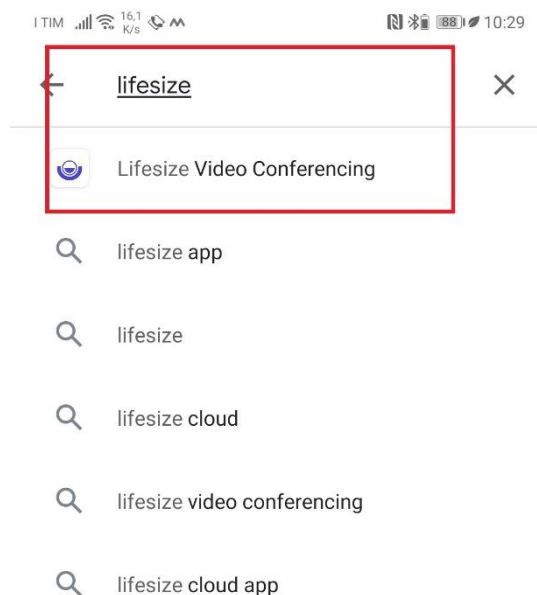 I TIM 16,1 K/s 88 10:29
lifesize
Lifesize Video Conferencing
lifesize app
lifesize
lifesize cloud
lifesize video conferencing
lifesize cloud app